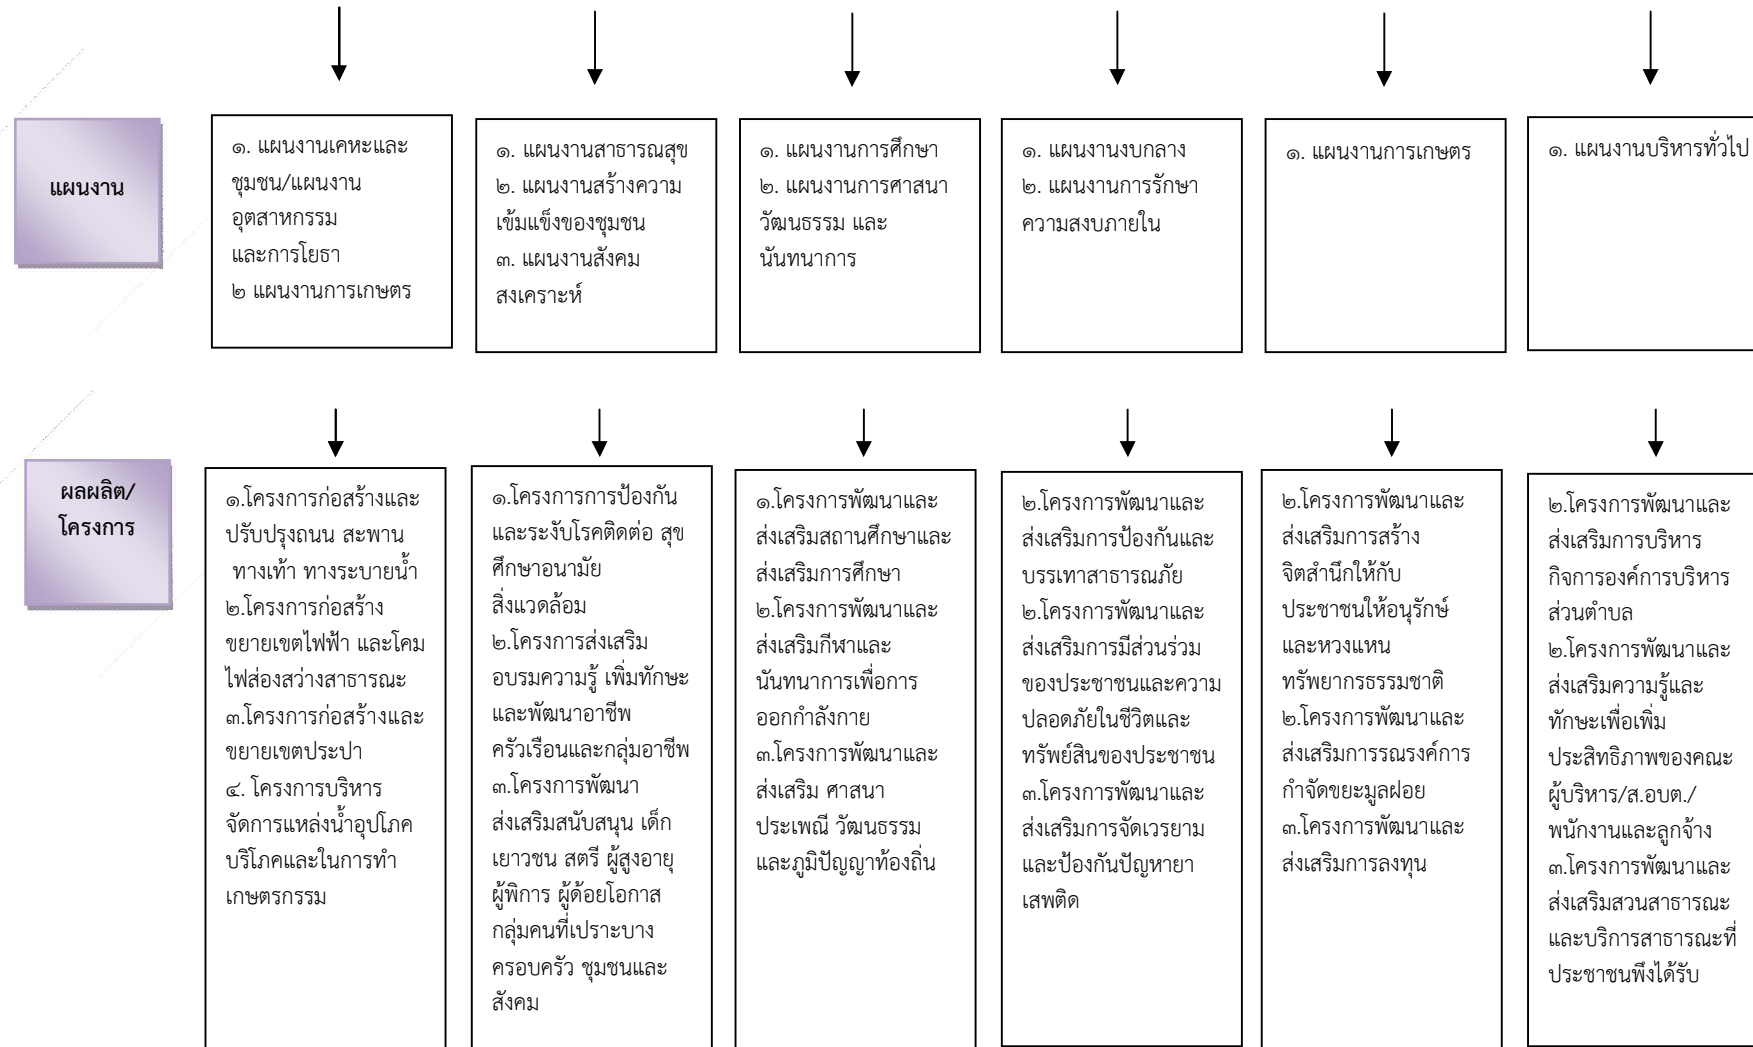 แผนงาน
๑. แผนงานเคหะและ
ชุมชน/แผนงาน
อุตสาหกรรม
และการโยธา
๒ แผนงานการเกษตร
๑. แผนงานสาธารณสุข
๒. แผนงานสร้างความ
เข้มแข็งของชุมชน
๓. แผนงานสังคม
สงเคราะห์
๑. แผนงานการศึกษา
๒. แผนงานการศาสนา
วัฒนธรรม และ
นันทนาการ
๑. แผนงานงบกลาง
๒. แผนงานการรักษา
ความสงบภายใน
๑. แผนงานการเกษตร
๑. แผนงานบริหารทั่วไป
ผลผลิต/
โครงการ
๑.โครงการก่อสร้างและ
ปรับปรุงถนน สะพาน
ทางเท้า ทางระบายน้ำ
๒.โครงการก่อสร้าง
ขยายเขตไฟฟ้า และโคม
ไฟส่องสว่างสาธารณะ
๓.โครงการก่อสร้างและ
ขยายเขตประปา
๔. โครงการบริหาร
จัดการแหล่งน้ำอุปโภค
บริโภคและในการทำ
เกษตรกรรม
๑.โครงการการป้องกัน
และระงับโรคติดต่อ สุข
ศึกษาอนามัย
สิ่งแวดล้อม
๒.โครงการส่งเสริม
อบรมความรู้ เพิ่มทักษะ
และพัฒนาอาชีพ
ครัวเรือนและกลุ่มอาชีพ
๓.โครงการพัฒนา
ส่งเสริมสนับสนุน เด็ก
เยาวชน สตรี ผู้สูงอายุ
ผู้พิการ ผู้ด้อยโอกาส
กลุ่มคนที่เปราะบาง
ครอบครัว ชุมชนและ
สังคม
๑.โครงการพัฒนาและ
ส่งเสริมสถานศึกษาและ
ส่งเสริมการศึกษา
๒.โครงการพัฒนาและ
ส่งเสริมกีฬาและ
นันทนาการเพื่อการ
ออกกำลังกาย
๓.โครงการพัฒนาและ
ส่งเสริม ศาสนา
ประเพณี วัฒนธรรม
และภูมิปัญญาท้องถิ่น
๒.โครงการพัฒนาและ
ส่งเสริมการป้องกันและ
บรรเทาสาธารณภัย
๒.โครงการพัฒนาและ
ส่งเสริมการมีส่วนร่วม
ของประชาชนและความ
ปลอดภัยในชีวิตและ
ทรัพย์สินของประชาชน
๓.โครงการพัฒนาและ
ส่งเสริมการจัดเวรยาม
และป้องกันปัญหายา
เสพติด
๒.โครงการพัฒนาและ
ส่งเสริมการสร้าง
จิตสำนึกให้กับ
ประชาชนให้อนุรักษ์
และหวงแหน
ทรัพยากรธรรมชาติ
๒.โครงการพัฒนาและ
ส่งเสริมการรณรงค์การ
กำจัดขยะมูลฝอย
๓.โครงการพัฒนาและ
ส่งเสริมการลงทุน
๒.โครงการพัฒนาและ
ส่งเสริมการบริหาร
กิจการองค์การบริหาร
ส่วนตำบล
๒.โครงการพัฒนาและ
ส่งเสริมความรู้และ
ทักษะเพื่อเพิ่ม
ประสิทธิภาพของคณะ
ผู้บริหาร/ส.อบต./
พนักงานและลูกจ้าง
๓.โครงการพัฒนาและ
ส่งเสริมสวนสาธารณะ
และบริการสาธารณะที่
ประชาชนพึงได้รับ